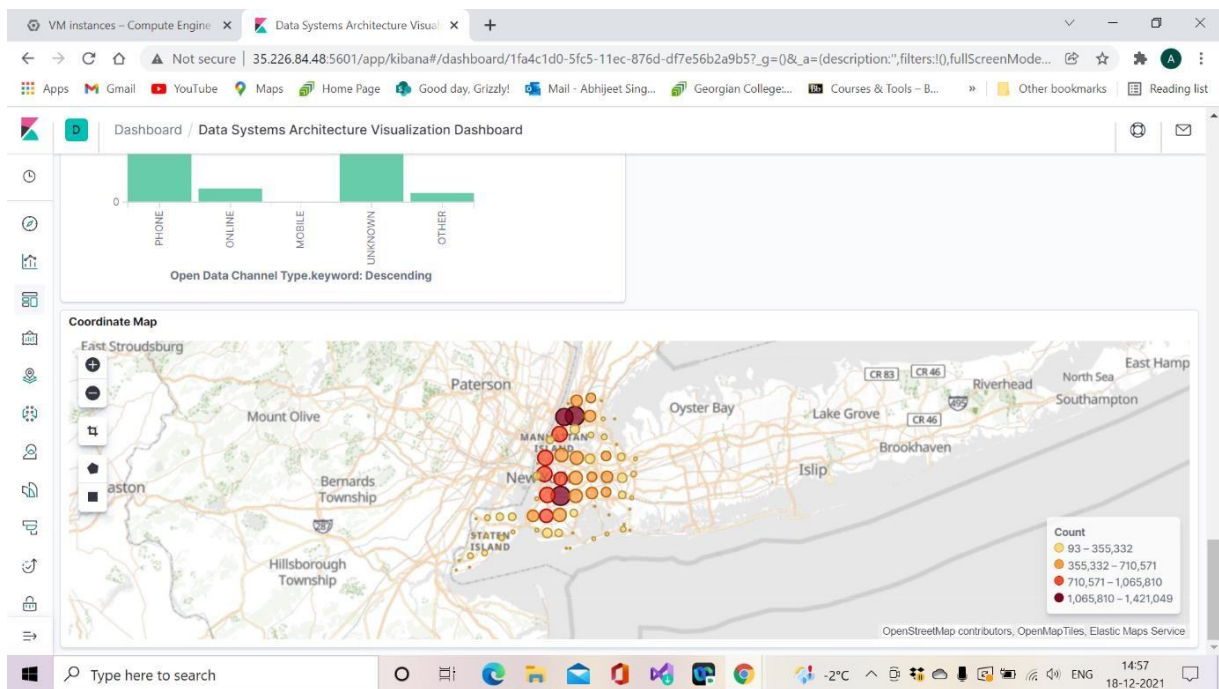 VM instances – Compute Engine
Data Systems Architecture Visual
Not secure | 35.226.84.48:5601/app/kibana#/dashboard/1fa4c1d0-5fc5-11ec-876d-df7e56b2a9b5?_g=()&_a=(description:'',filters:!(),fullScreenMode...
A
Apps Gmail YouTube Maps Home Page Good day, Grizzly! Mail - Abhijeet Sing... Georgian College:... Bb Courses & Tools – B... » Other bookmarks Reading list
D Dashboard / Data Systems Architecture Visualization Dashboard
0
PHONE
ONLINE
MOBILE
UNKNOWN
OTHER
Open Data Channel Type.keyword: Descending
Coordinate Map
East Stroudsburg
East Hamp
North Sea
CR 83 CR 46
Riverhead
Paterson
495
Southampton
Oyster Bay
Lake Grove
Mount Olive
CR 46
MAN TAN
ISLAND
Brookhaven
Islip
New
Bernards
Township
aston
287
STATEN
ISLAND
Hillsborough
Township
Count
93 – 355,332
355,332 – 710,571
710,571 – 1,065,810
1,065,810 – 1,421,049
OpenStreetMap contributors, OpenMapTiles, Elastic Maps Service
Type here to search
-2°C
ENG
14:57
18-12-2021